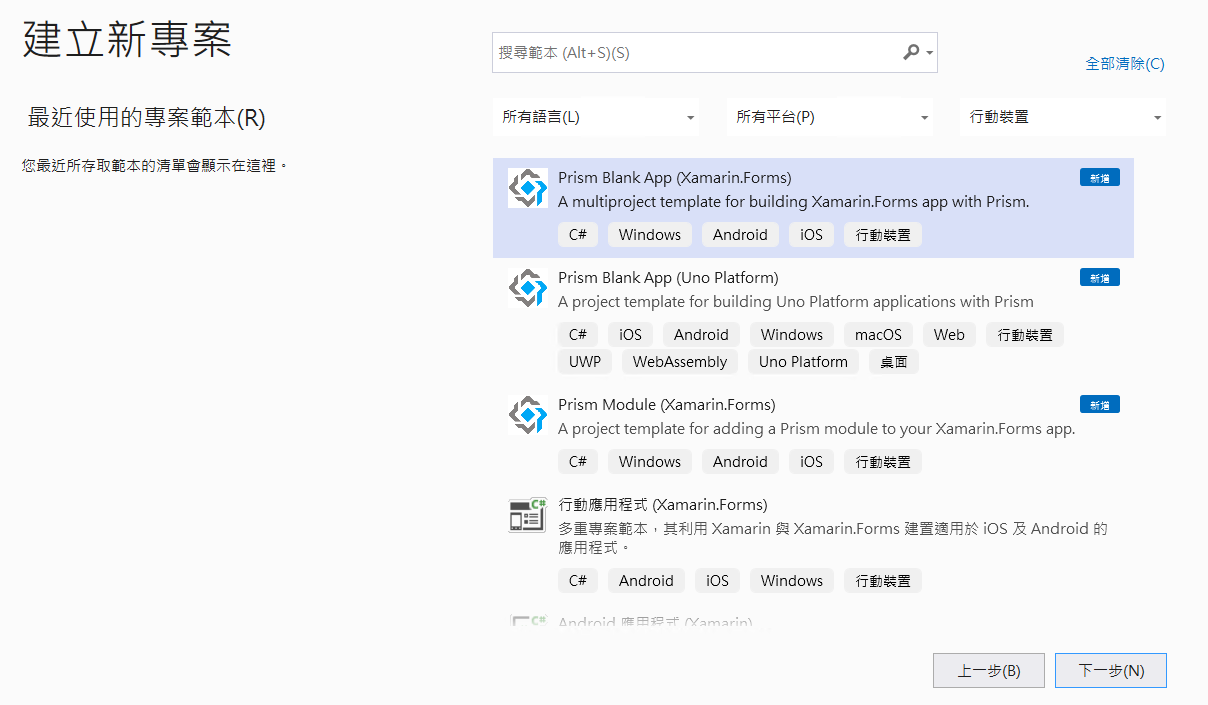 建立新專案
搜尋範本 (Alt+S)(S)
全部清除(C)
最近使用的專案範本(R)
所有語言(L)
所有平台(P)
行動裝置
您最近所存取範本的清單會顯示在這裡。
Prism Blank App (Xamarin.Forms)
新增
A multiproject template for building Xamarin.Forms app with Prism.
C# Windows Android iOS 行動裝置
Prism Blank App (Uno Platform)
新增
A project template for building Uno Platform applications with Prism
C# iOS Android Windows macOS Web 行動裝置
UWP WebAssembly Uno Platform 桌面
Prism Module (Xamarin.Forms)
新增
A project template for adding a Prism module to your Xamarin.Forms app.
C# Windows Android iOS 行動裝置
C#
行動應用程式 (Xamarin.Forms)
多重專案範本，其利用 Xamarin 與 Xamarin.Forms 建置適用於 iOS 及 Android 的
應用程式。
C# Android iOS Windows 行動裝置
C#
Android 應用程式 (Xamarin)
上一步(B)
下一步(N)